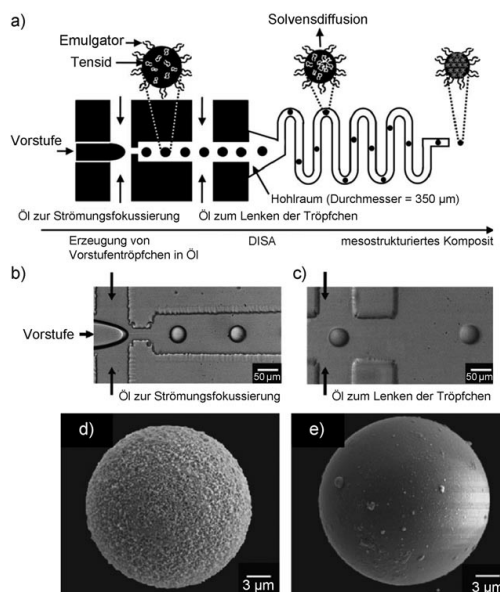 a)
Emulgator
Tensid
Solvensdiffusion
Vorstufe
Hohlraum (Durchmesser = 350 µm)
Öl zur Strömungsfokussierung
Öl zum Lenken der Tröpfchen
Erzeugung von
Vorstufentröpfchen in Öl
DISA
mesostrukturiertes Komposit
b)
c)
Vorstufe
50 µm
50 µm
Öl zur Strömungsfokussierung
Öl zum Lenken der Tröpfchen
d)
e)
3 µm
3 µm